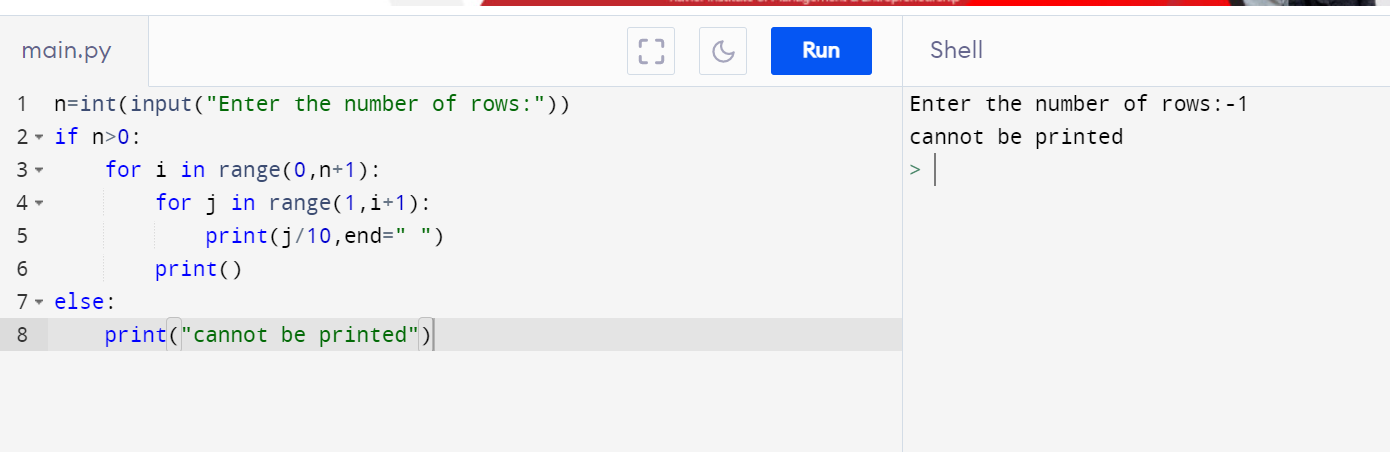 main.py
Run
Shell
1 n=int(input("Enter the number of rows:"))
2 if n>0:
3     for i in range(0,n+1):
4         for j in range(1,i+1):
5             print(j/10,end=" ")
6         print()
7 else:
8     print("cannot be printed")
Enter the number of rows:-1
cannot be printed
>